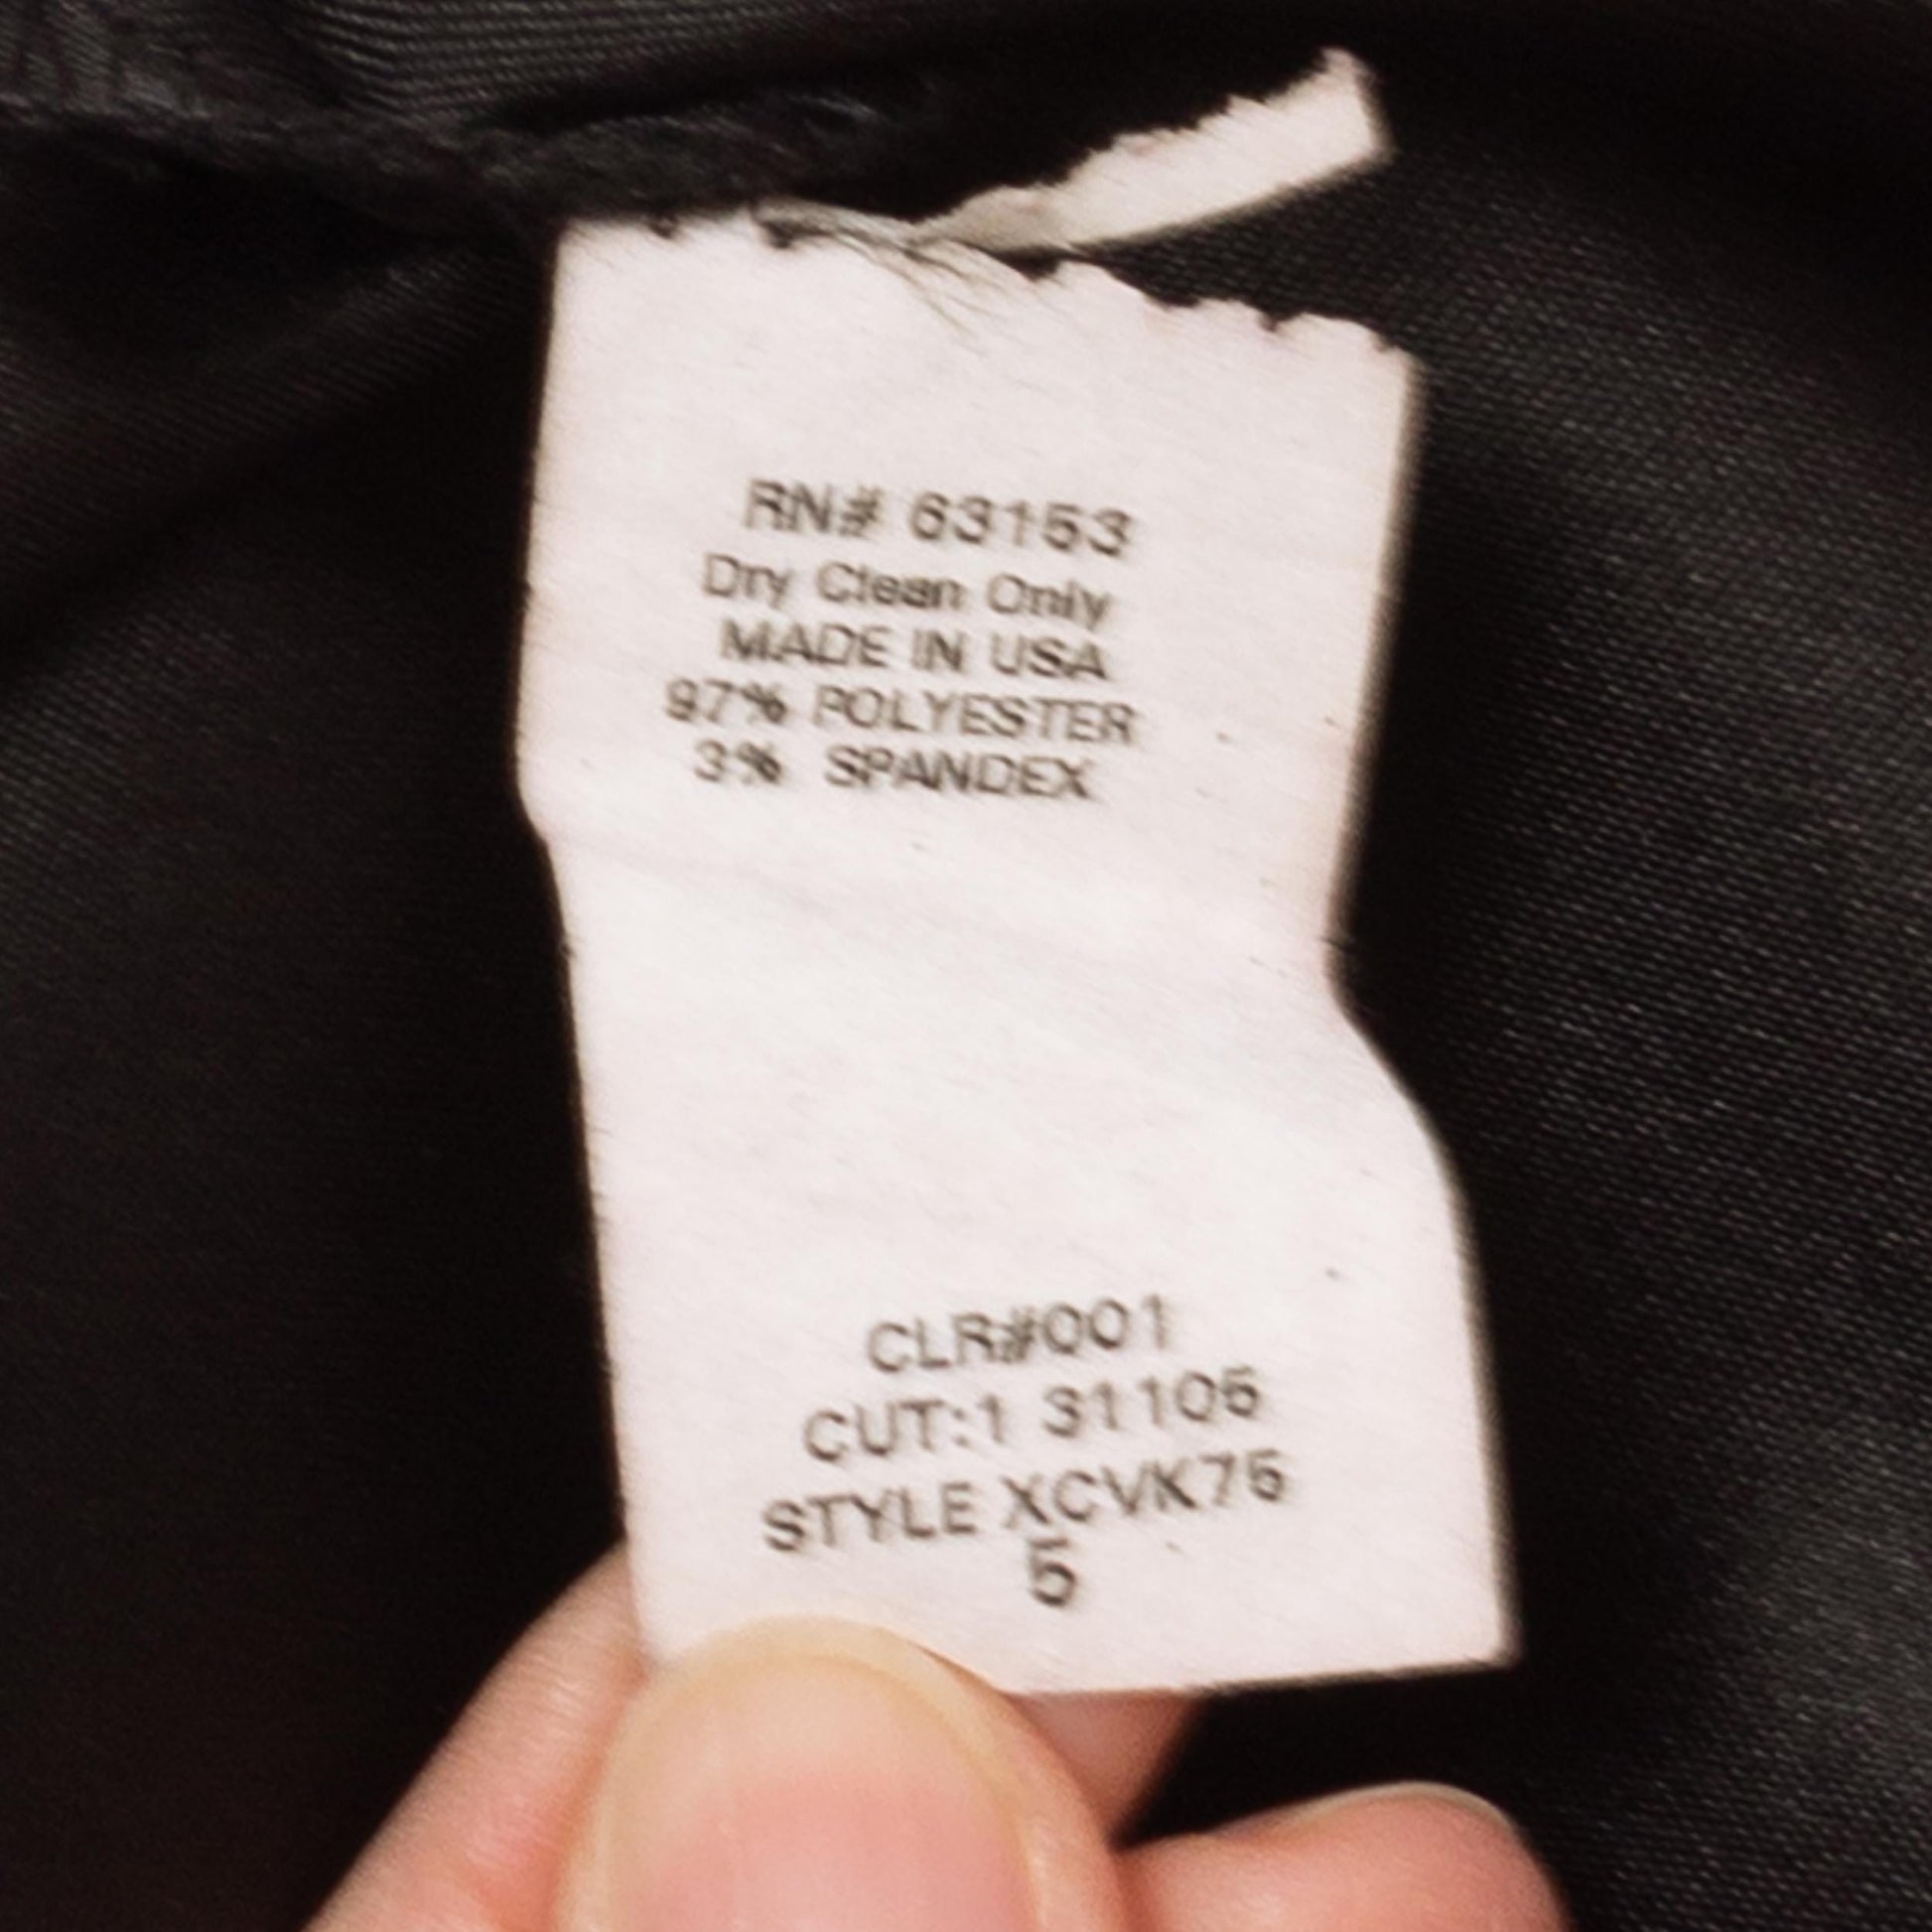 RN# 63153
Dry Clean Only
MADE IN USA
97% POLYESTER
3% SPANDEX
CLR#001
CUT:1 31105
STYLE XCVK75
5